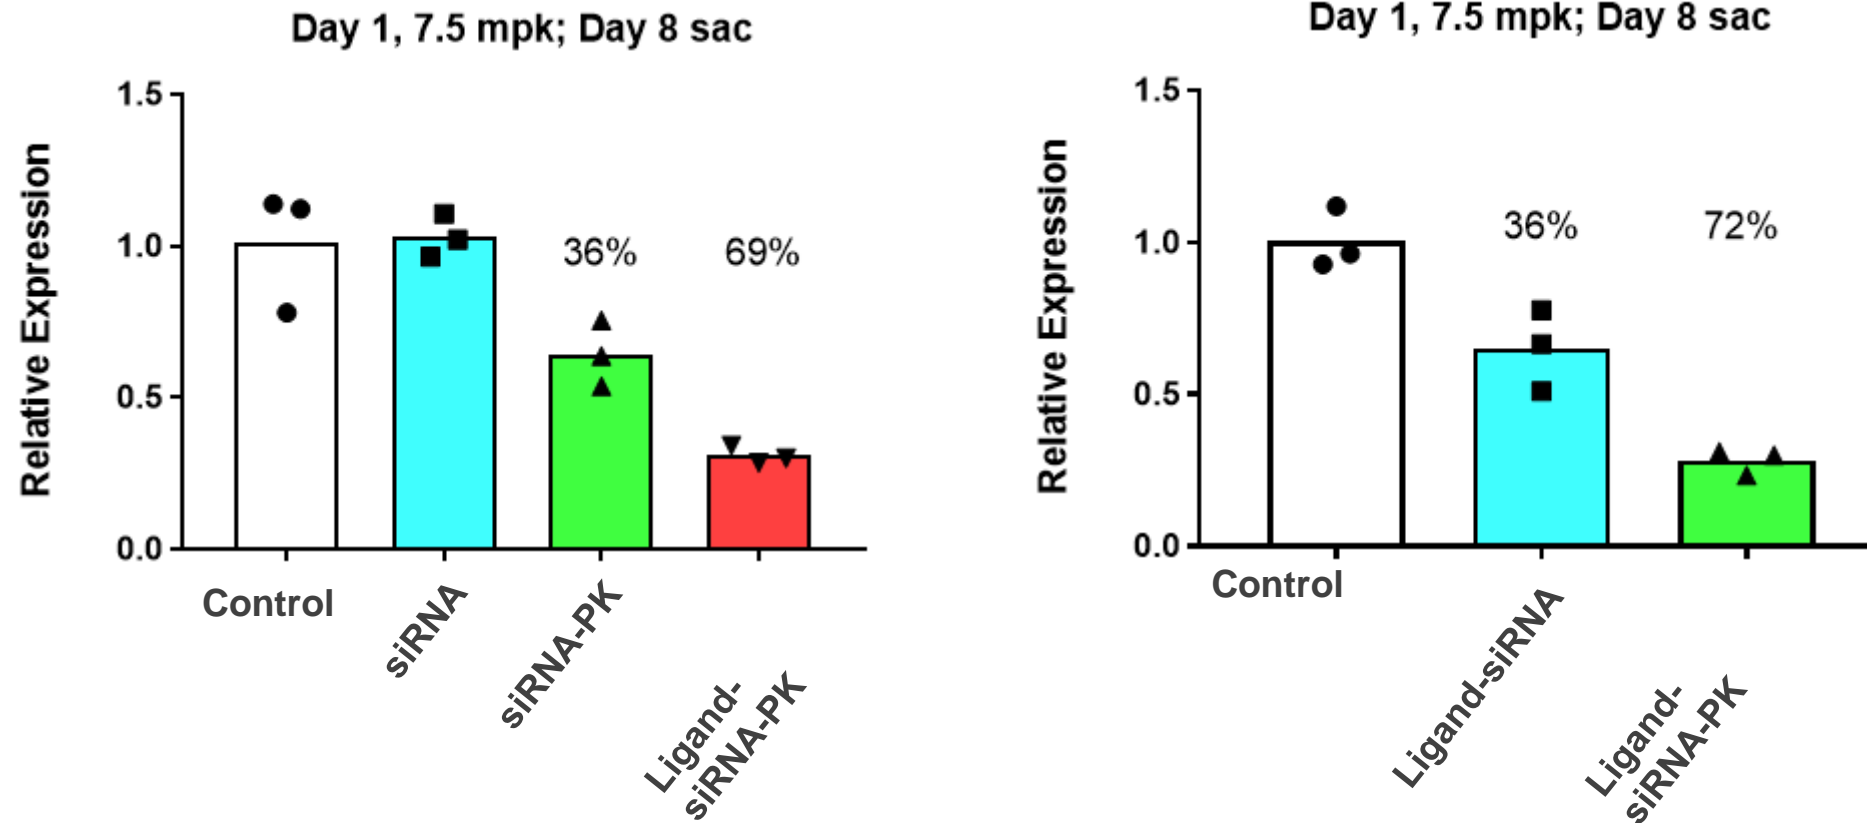 Day 1, 7.5 mpk; Day 8 sac
Relative Expression
1.5
1.0
0.5
0.0
36%
69%
Control
siRNA
siRNA-PK
Ligand-
siRNA-PK
Day 1, 7.5 mpk; Day 8 sac
Relative Expression
1.5
1.0
0.5
0.0
36%
72%
Control
Ligand-siRNA
Ligand-
siRNA-PK